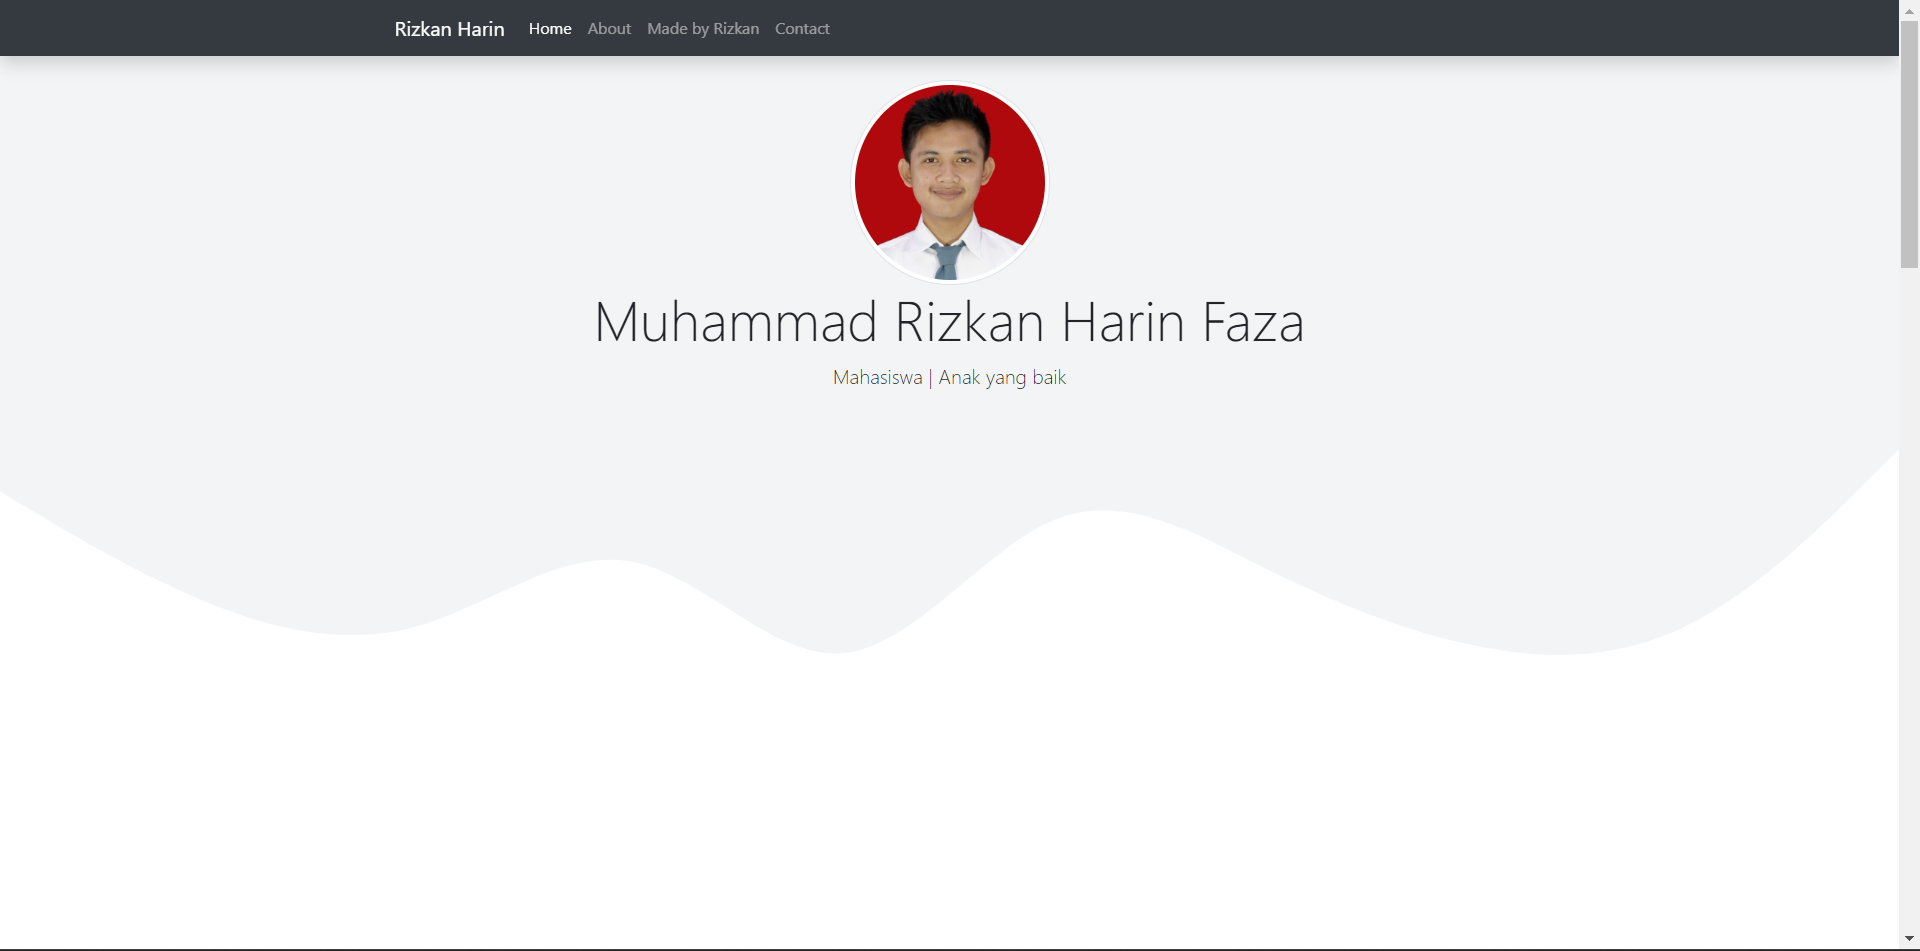 Rizkan Harin Home About Made by Rizkan Contact
Muhammad Rizkan Harin Faza
Mahasiswa | Anak yang baik